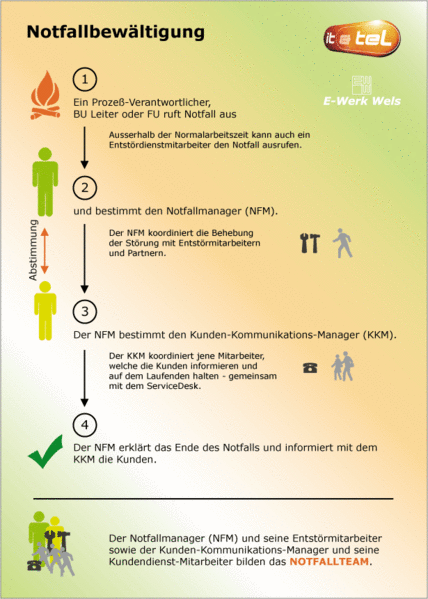 Notfallbewältigung
it a tel
E-Werk Wels
1
Ein Prozeß-Verantwortlicher,
BU Leiter oder FU ruft Notfall aus
Ausserhalb der Normalarbeitszeit kann auch ein
Entstördienstmitarbeiter den Notfall ausrufen.
2
und bestimmt den Notfallmanager (NFM).
Der NFM koordiniert die Behebung
der Störung mit Entstörmitarbeitern
und Partnern.
Abstimmung
3
Der NFM bestimmt den Kunden-Kommunikations-Manager (KKM).
Der KKM koordiniert jene Mitarbeiter,
welche die Kunden informieren und
auf dem Laufenden halten - gemeinsam
mit dem ServiceDesk.
4
Der NFM erklärt das Ende des Notfalls und informiert mit dem
KKM die Kunden.
Der Notfallmanager (NFM) und seine Entstörmitarbeiter
sowie der Kunden-Kommunikations-Manager und seine
Kundendienst-Mitarbeiter bilden das NOTFALLTEAM.